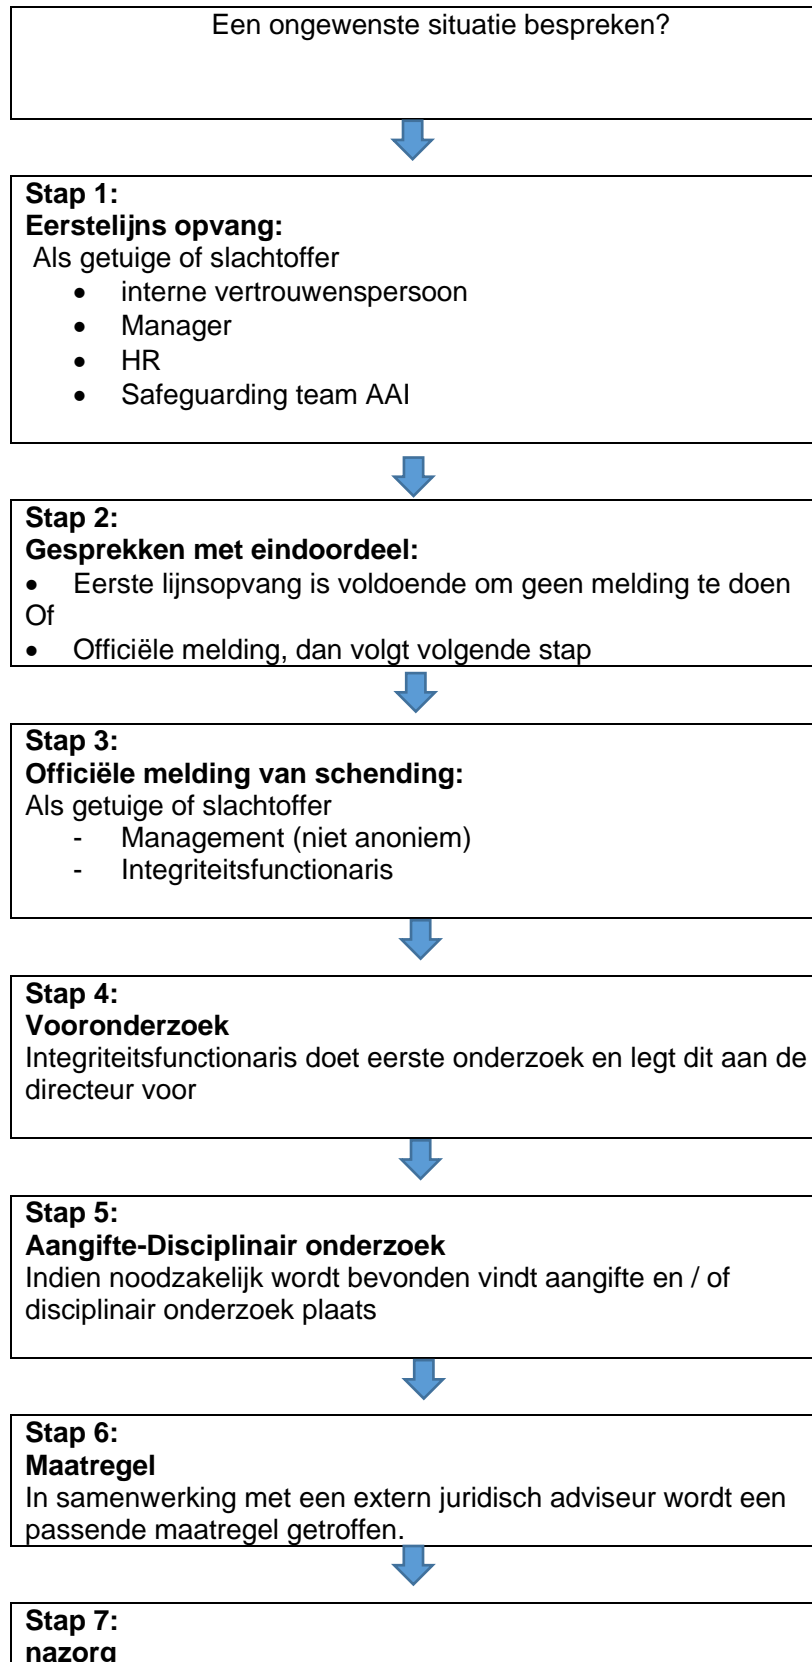 Een ongewenste situatie bespreken?
Stap 1:
Eerstelijns opvang:
Als getuige of slachtoffer
• interne vertrouwenspersoon
• Manager
• HR
• Safeguarding team AAI
Stap 2:
Gesprekken met eindoordeel:
• Eerste lijnsopvang is voldoende om geen melding te doen
Of
• Officiële melding, dan volgt volgende stap
Stap 3:
Officiële melding van schending:
Als getuige of slachtoffer
- Management (niet anoniem)
- Integriteitsfunctionaris
Stap 4:
Vooronderzoek
Integriteitsfunctionaris doet eerste onderzoek en legt dit aan de
directeur voor
Stap 5:
Aangifte-Disciplinair onderzoek
Indien noodzakelijk wordt bevonden vindt aangifte en / of
disciplinair onderzoek plaats
Stap 6:
Maatregel
In samenwerking met een extern juridisch adviseur wordt een
passende maatregel getroffen.
Stap 7:
nazorg